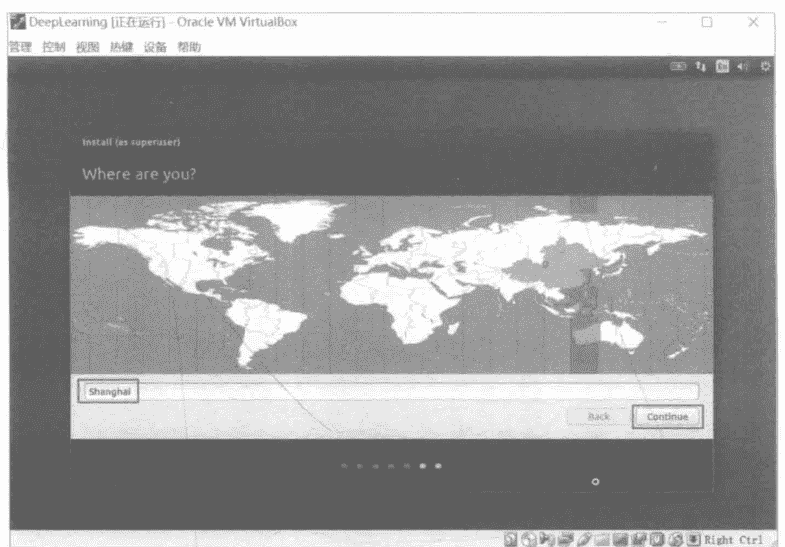 DeepLearning [正在运行] - Oracle VM VirtualBox
管理 控制 视图 热键 设备 帮助
En
Install (as superuser)
Where are you?
Shanghai
Back Continue
Right Ctrl